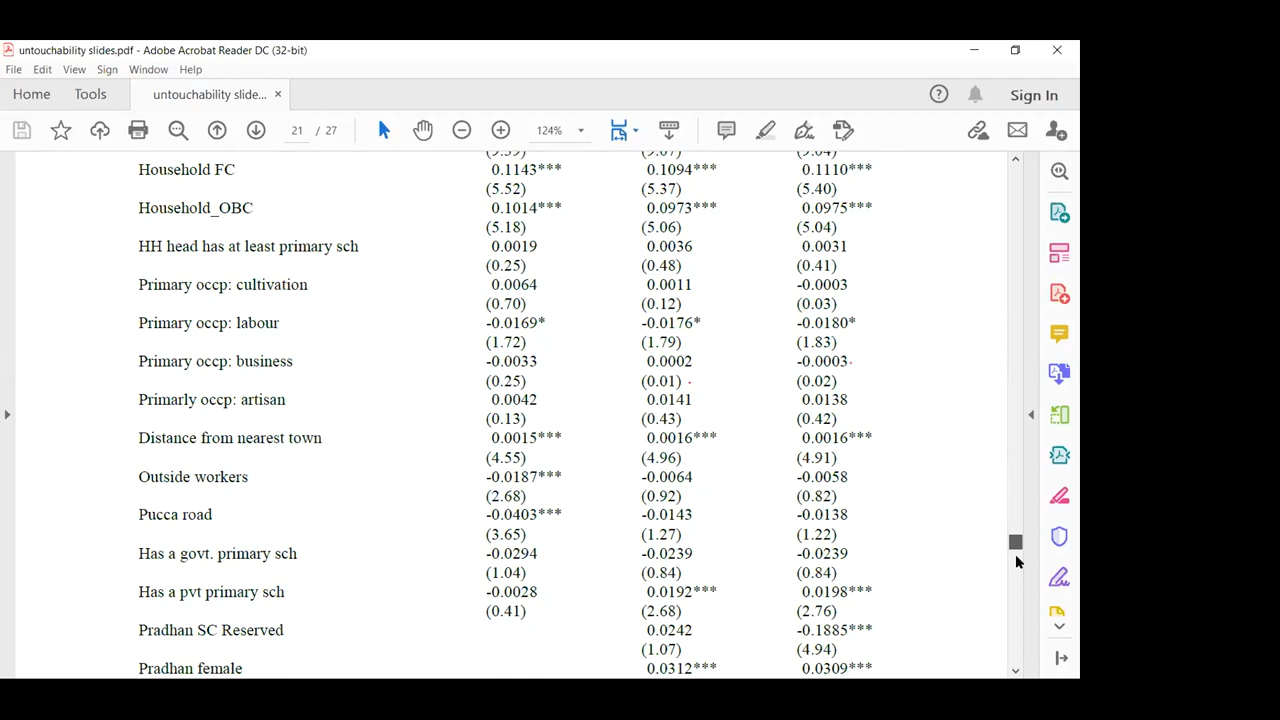 untouchability slides.pdf - Adobe Acrobat Reader DC (32-bit)
File Edit View Sign Window Help
Home Tools untouchability slide... × Sign In
21 / 27 124%
Household FC 0.1143*** 0.1094*** 0.1110***
(5.52) (5.37) (5.40)
Household_OBC 0.1014*** 0.0973*** 0.0975***
(5.18) (5.06) (5.04)
HH head has at least primary sch 0.0019 0.0036 0.0031
(0.25) (0.48) (0.41)
Primary occp: cultivation 0.0064 0.0011 -0.0003
(0.70) (0.12) (0.03)
Primary occp: labour -0.0169* -0.0176* -0.0180*
(1.72) (1.79) (1.83)
Primary occp: business -0.0033 0.0002 -0.0003
(0.25) (0.01) (0.02)
Primarly occp: artisan 0.0042 0.0141 0.0138
(0.13) (0.43) (0.42)
Distance from nearest town 0.0015*** 0.0016*** 0.0016***
(4.55) (4.96) (4.91)
Outside workers -0.0187*** -0.0064 -0.0058
(2.68) (0.92) (0.82)
Pucca road -0.0403*** -0.0143 -0.0138
(3.65) (1.27) (1.22)
Has a govt. primary sch -0.0294 -0.0239 -0.0239
(1.04) (0.84) (0.84)
Has a pvt primary sch -0.0028 0.0192*** 0.0198***
(0.41) (2.68) (2.76)
Pradhan SC Reserved 0.0242 -0.1885***
(1.07) (4.94)
Pradhan female 0.0312*** 0.0309***